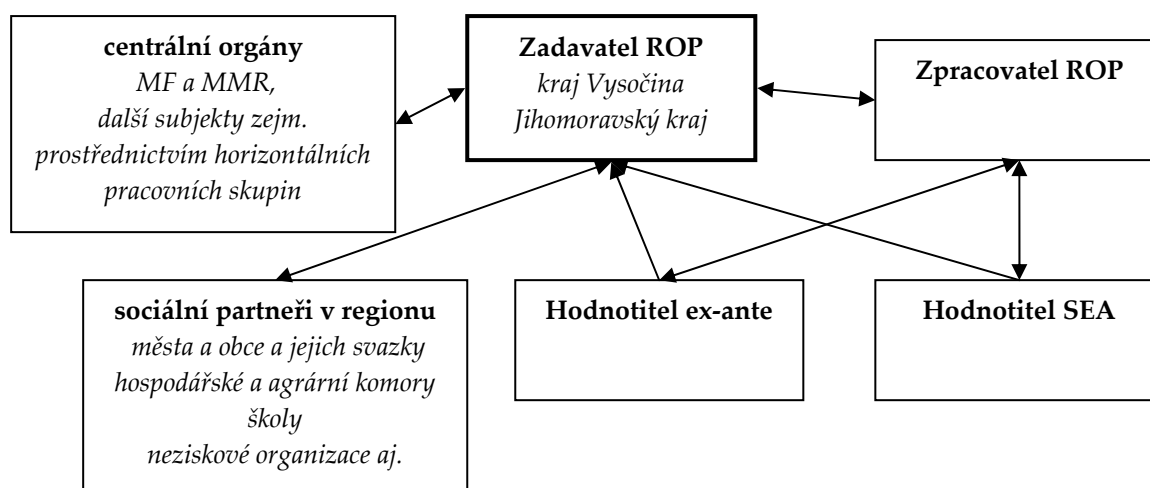 centrální orgány
MF a MMR,
další subjekty zejm.
prostřednictvím horizontálních
pracovních skupin
Zadavatel ROP
kraj Vysočina
Jihomoravský kraj
Zpracovatel ROP
sociální partneři v regionu
města a obce a jejich svazky
hospodářské a agrární komory
školy
neziskové organizace aj.
Hodnotitel ex-ante
Hodnotitel SEA